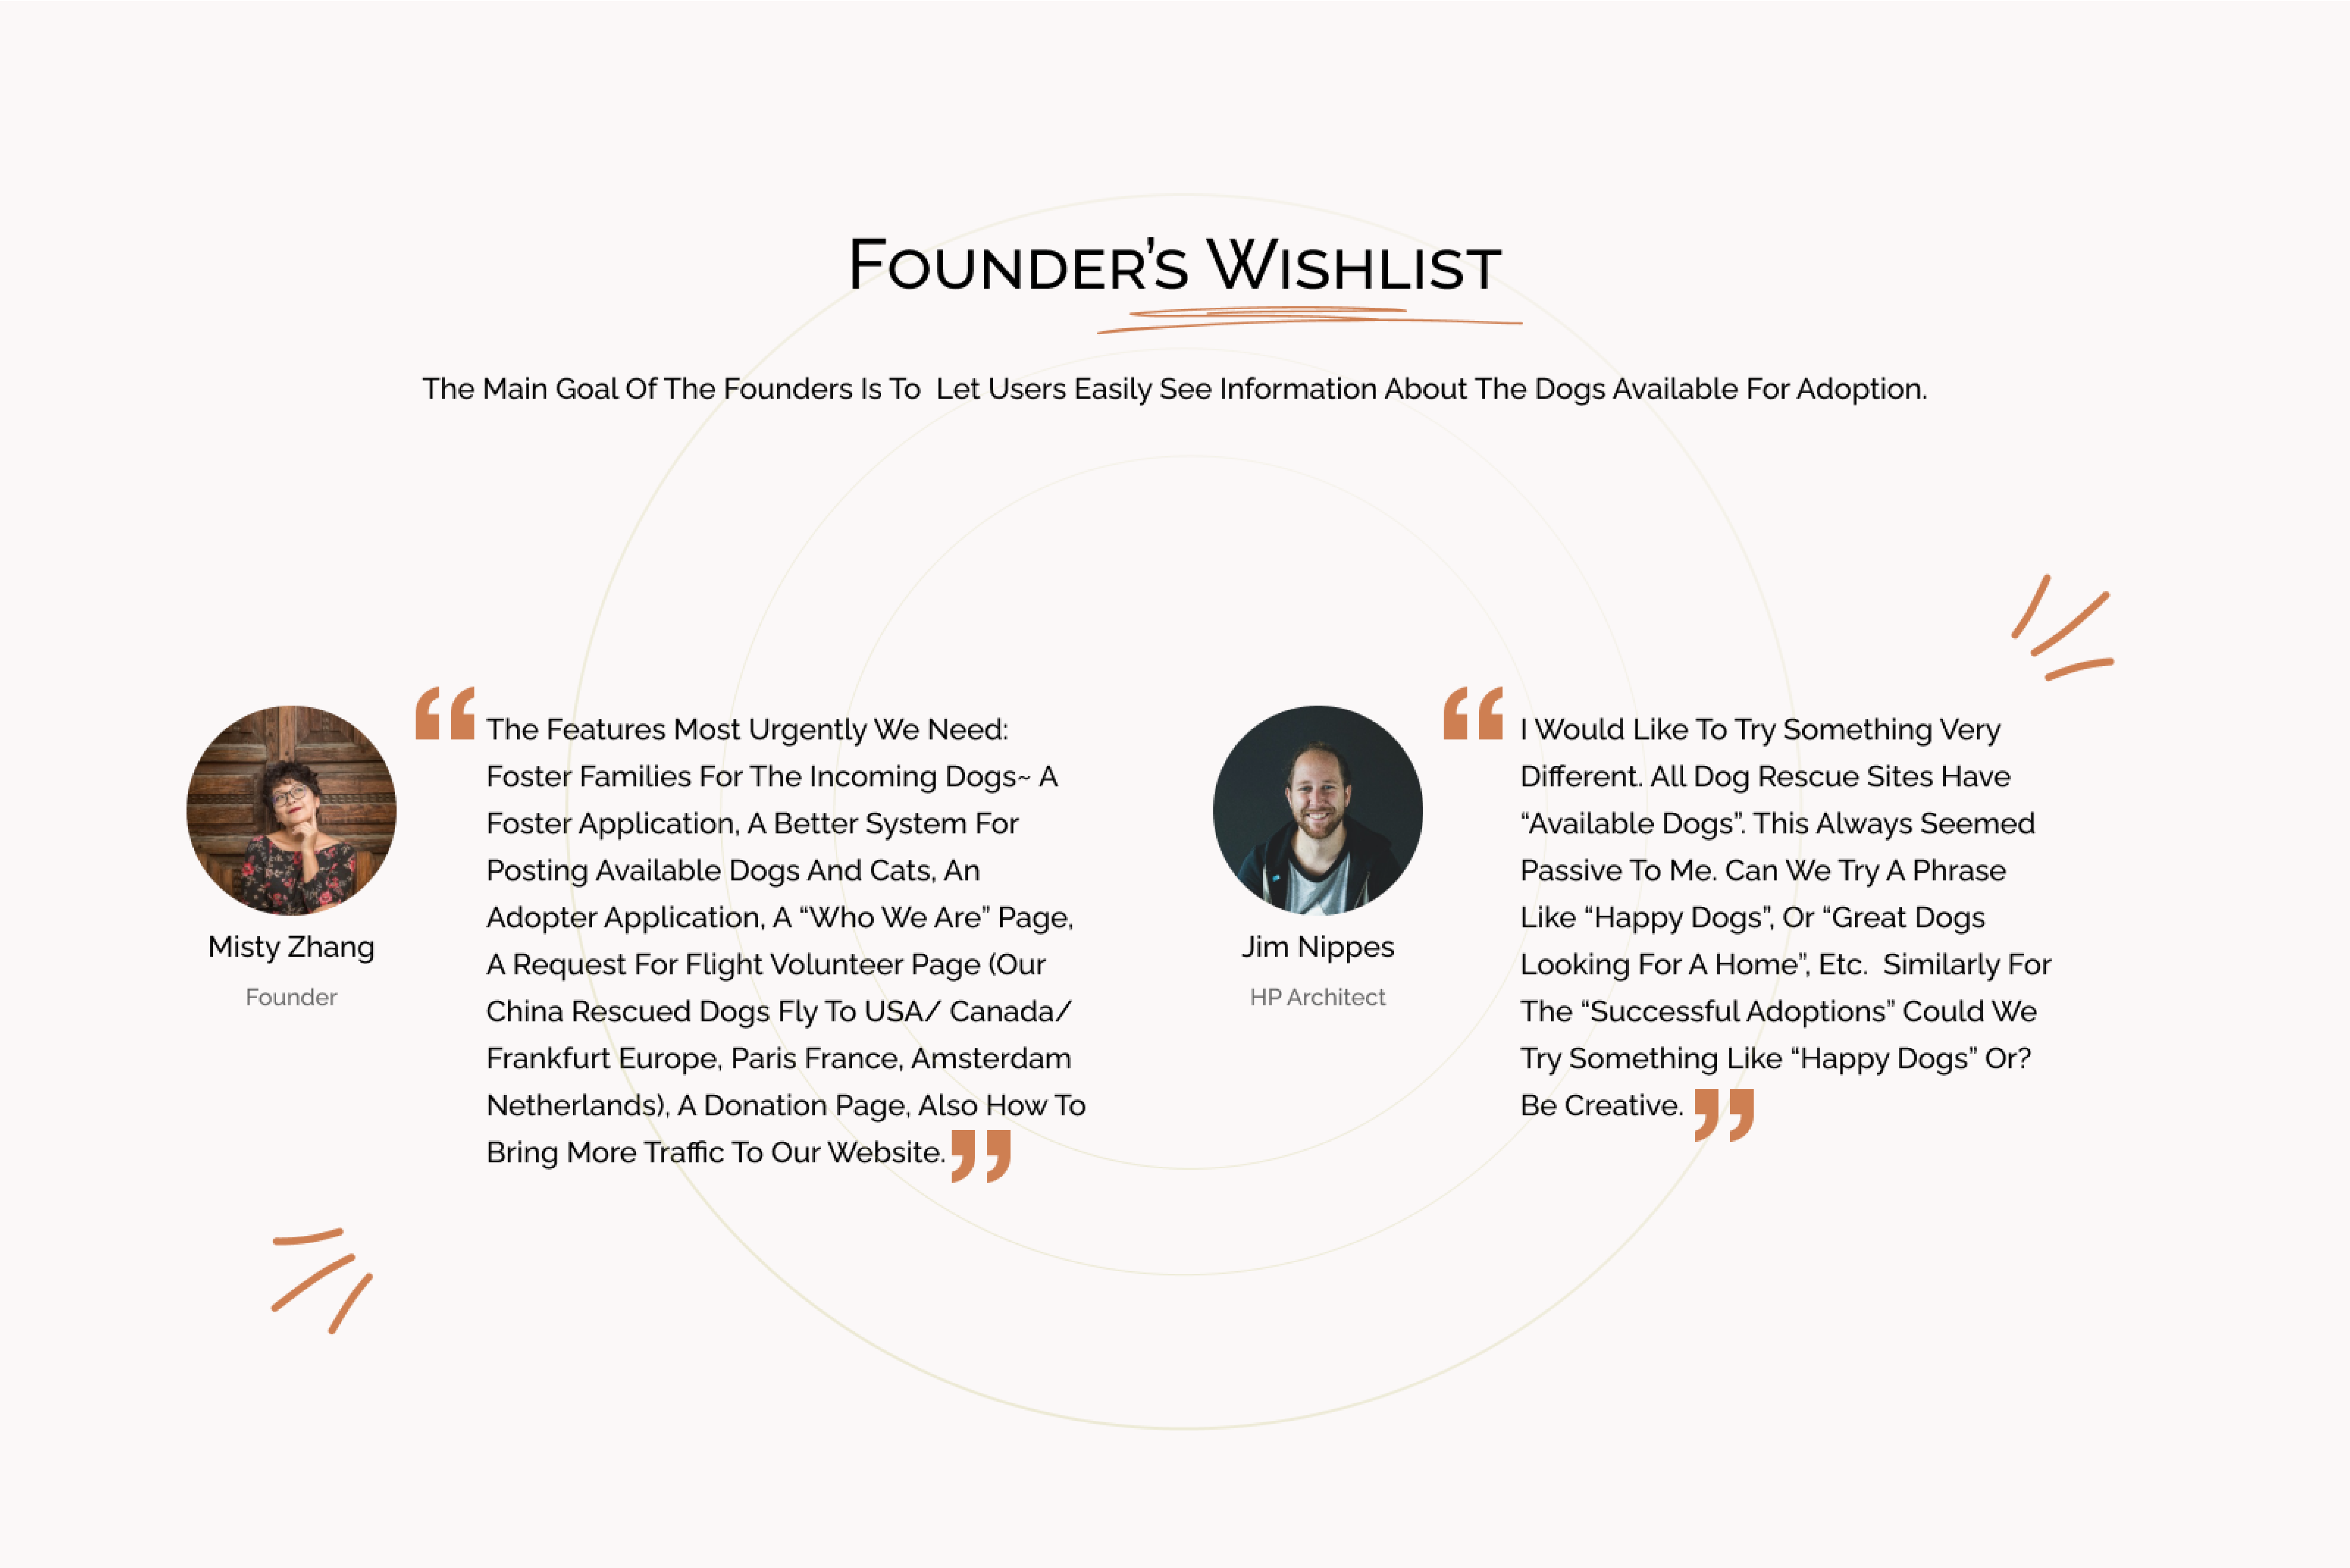 Founder’s Wishlist
The Main Goal Of The Founders Is To  Let Users Easily See Information About The Dogs Available For Adoption.
The Features Most Urgently We Need:
Foster Families For The Incoming Dogs~ A
Foster Application, A Better System For
Posting Available Dogs And Cats, An
Adopter Application, A “Who We Are” Page,
A Request For Flight Volunteer Page (Our
China Rescued Dogs Fly To USA/ Canada/
Frankfurt Europe, Paris France, Amsterdam
Netherlands), A Donation Page, Also How To
Bring More Traffic To Our Website.
Misty Zhang
Founder
I Would Like To Try Something Very
Different. All Dog Rescue Sites Have
“Available Dogs”. This Always Seemed
Passive To Me. Can We Try A Phrase
Like “Happy Dogs”, Or “Great Dogs
Looking For A Home”, Etc.  Similarly For
The “Successful Adoptions” Could We
Try Something Like “Happy Dogs” Or?
Be Creative.
Jim Nippes
HP Architect